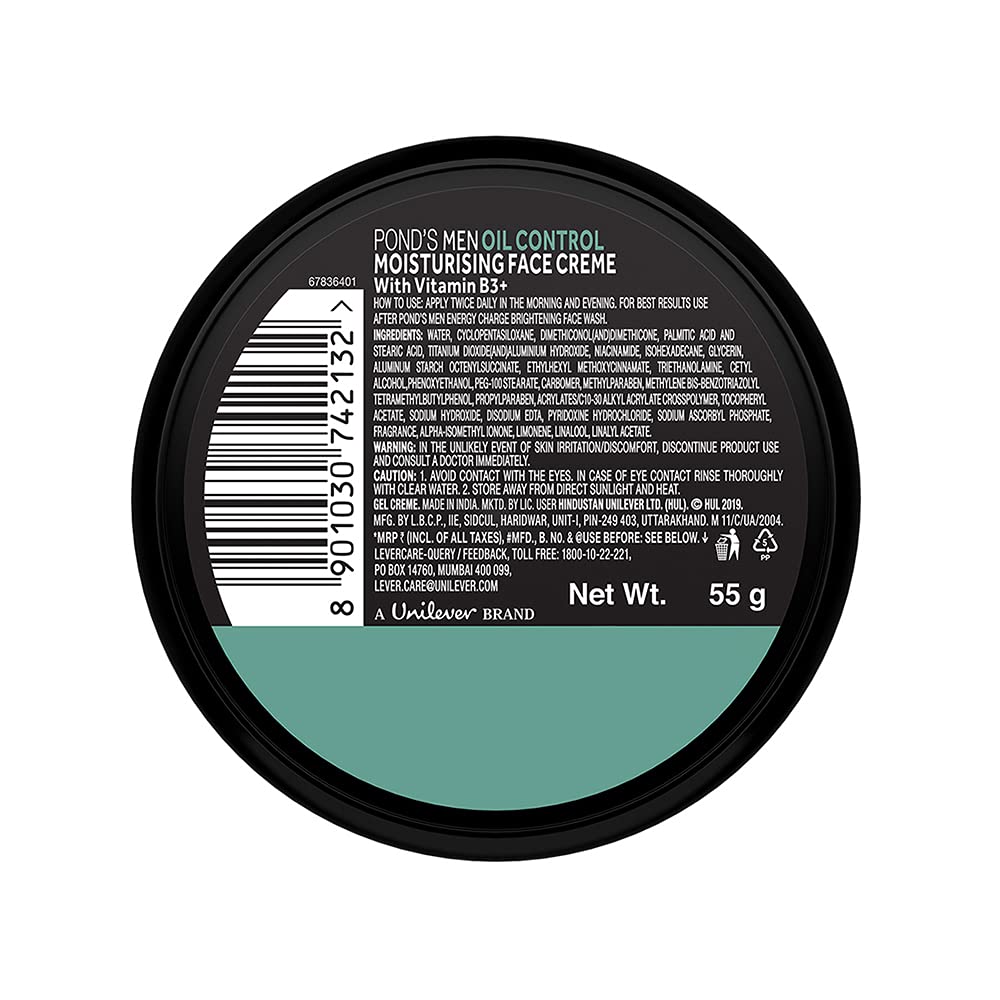 POND'S MEN OIL CONTROL
MOISTURISING FACE CREME
With Vitamin B3+
67836401
HOW TO USE: APPLY TWICE DAILY IN THE MORNING AND EVENING. FOR BEST RESULTS USE
AFTER POND'S MEN ENERGY CHARGE BRIGHTENING FACE WASH.
INGREDIENTS: WATER, CYCLOPENTASILOXANE, DIMETHICONOL(AND)DIMETHICONE, PALMITIC ACID AND
STEARIC ACID, TITANIUM DIOXIDE(AND)ALUMINIUM HYDROXIDE, NIACINAMIDE, ISOHEXADECANE, GLYCERIN,
ALUMINUM STARCH OCTENYLSUCCINATE, ETHYLHEXYL METHOXYCINNAMATE, TRIETHANOLAMINE, CETYL
ALCOHOL,PHENOXYETHANOL, PEG-100 STEARATE, CARBOMER, METHYLPARABEN, METHYLENE BIS-BENZOTRIAZOLYL
TETRAMETHYLBUTYLPHENOL, PROPYLPARABEN, ACRYLATES/C10-30 ALKYL ACRYLATE CROSSPOLYMER, TOCOPHERYL
ACETATE, SODIUM HYDROXIDE, DISODIUM EDTA, PYRIDOXINE HYDROCHLORIDE, SODIUM ASCORBYL PHOSPHATE,
FRAGRANCE, ALPHA-ISOMETHYL IONONE, LIMONENE, LINALOOL, LINALYL ACETATE.
WARNING: IN THE UNLIKELY EVENT OF SKIN IRRITATION/DISCOMFORT, DISCONTINUE PRODUCT USE
AND CONSULT A DOCTOR IMMEDIATELY.
CAUTION: 1. AVOID CONTACT WITH THE EYES. IN CASE OF EYE CONTACT RINSE THOROUGHLY
WITH CLEAR WATER. 2. STORE AWAY FROM DIRECT SUNLIGHT AND HEAT.
GEL CREME. MADE IN INDIA. MKTD. BY LIC. USER HINDUSTAN UNILEVER LTD. (HUL). © HUL 2019.
MFG. BY L.B.C.P., IIE, SIDCUL, HARIDWAR, UNIT-I, PIN-249 403, UTTARAKHAND. M 11/C/UA/2004.
*MRP ₹ (INCL. OF ALL TAXES), #MFD., B. NO. & @USE BEFORE: SEE BELOW. ↓
LEVERCARE-QUERY / FEEDBACK, TOLL FREE: 1800-10-22-221,
PO BOX 14760, MUMBAI 400 099,
LEVER.CARE@UNILEVER.COM
5
PP
Net Wt. 55 g
A Unilever BRAND
8 901030 742132 >